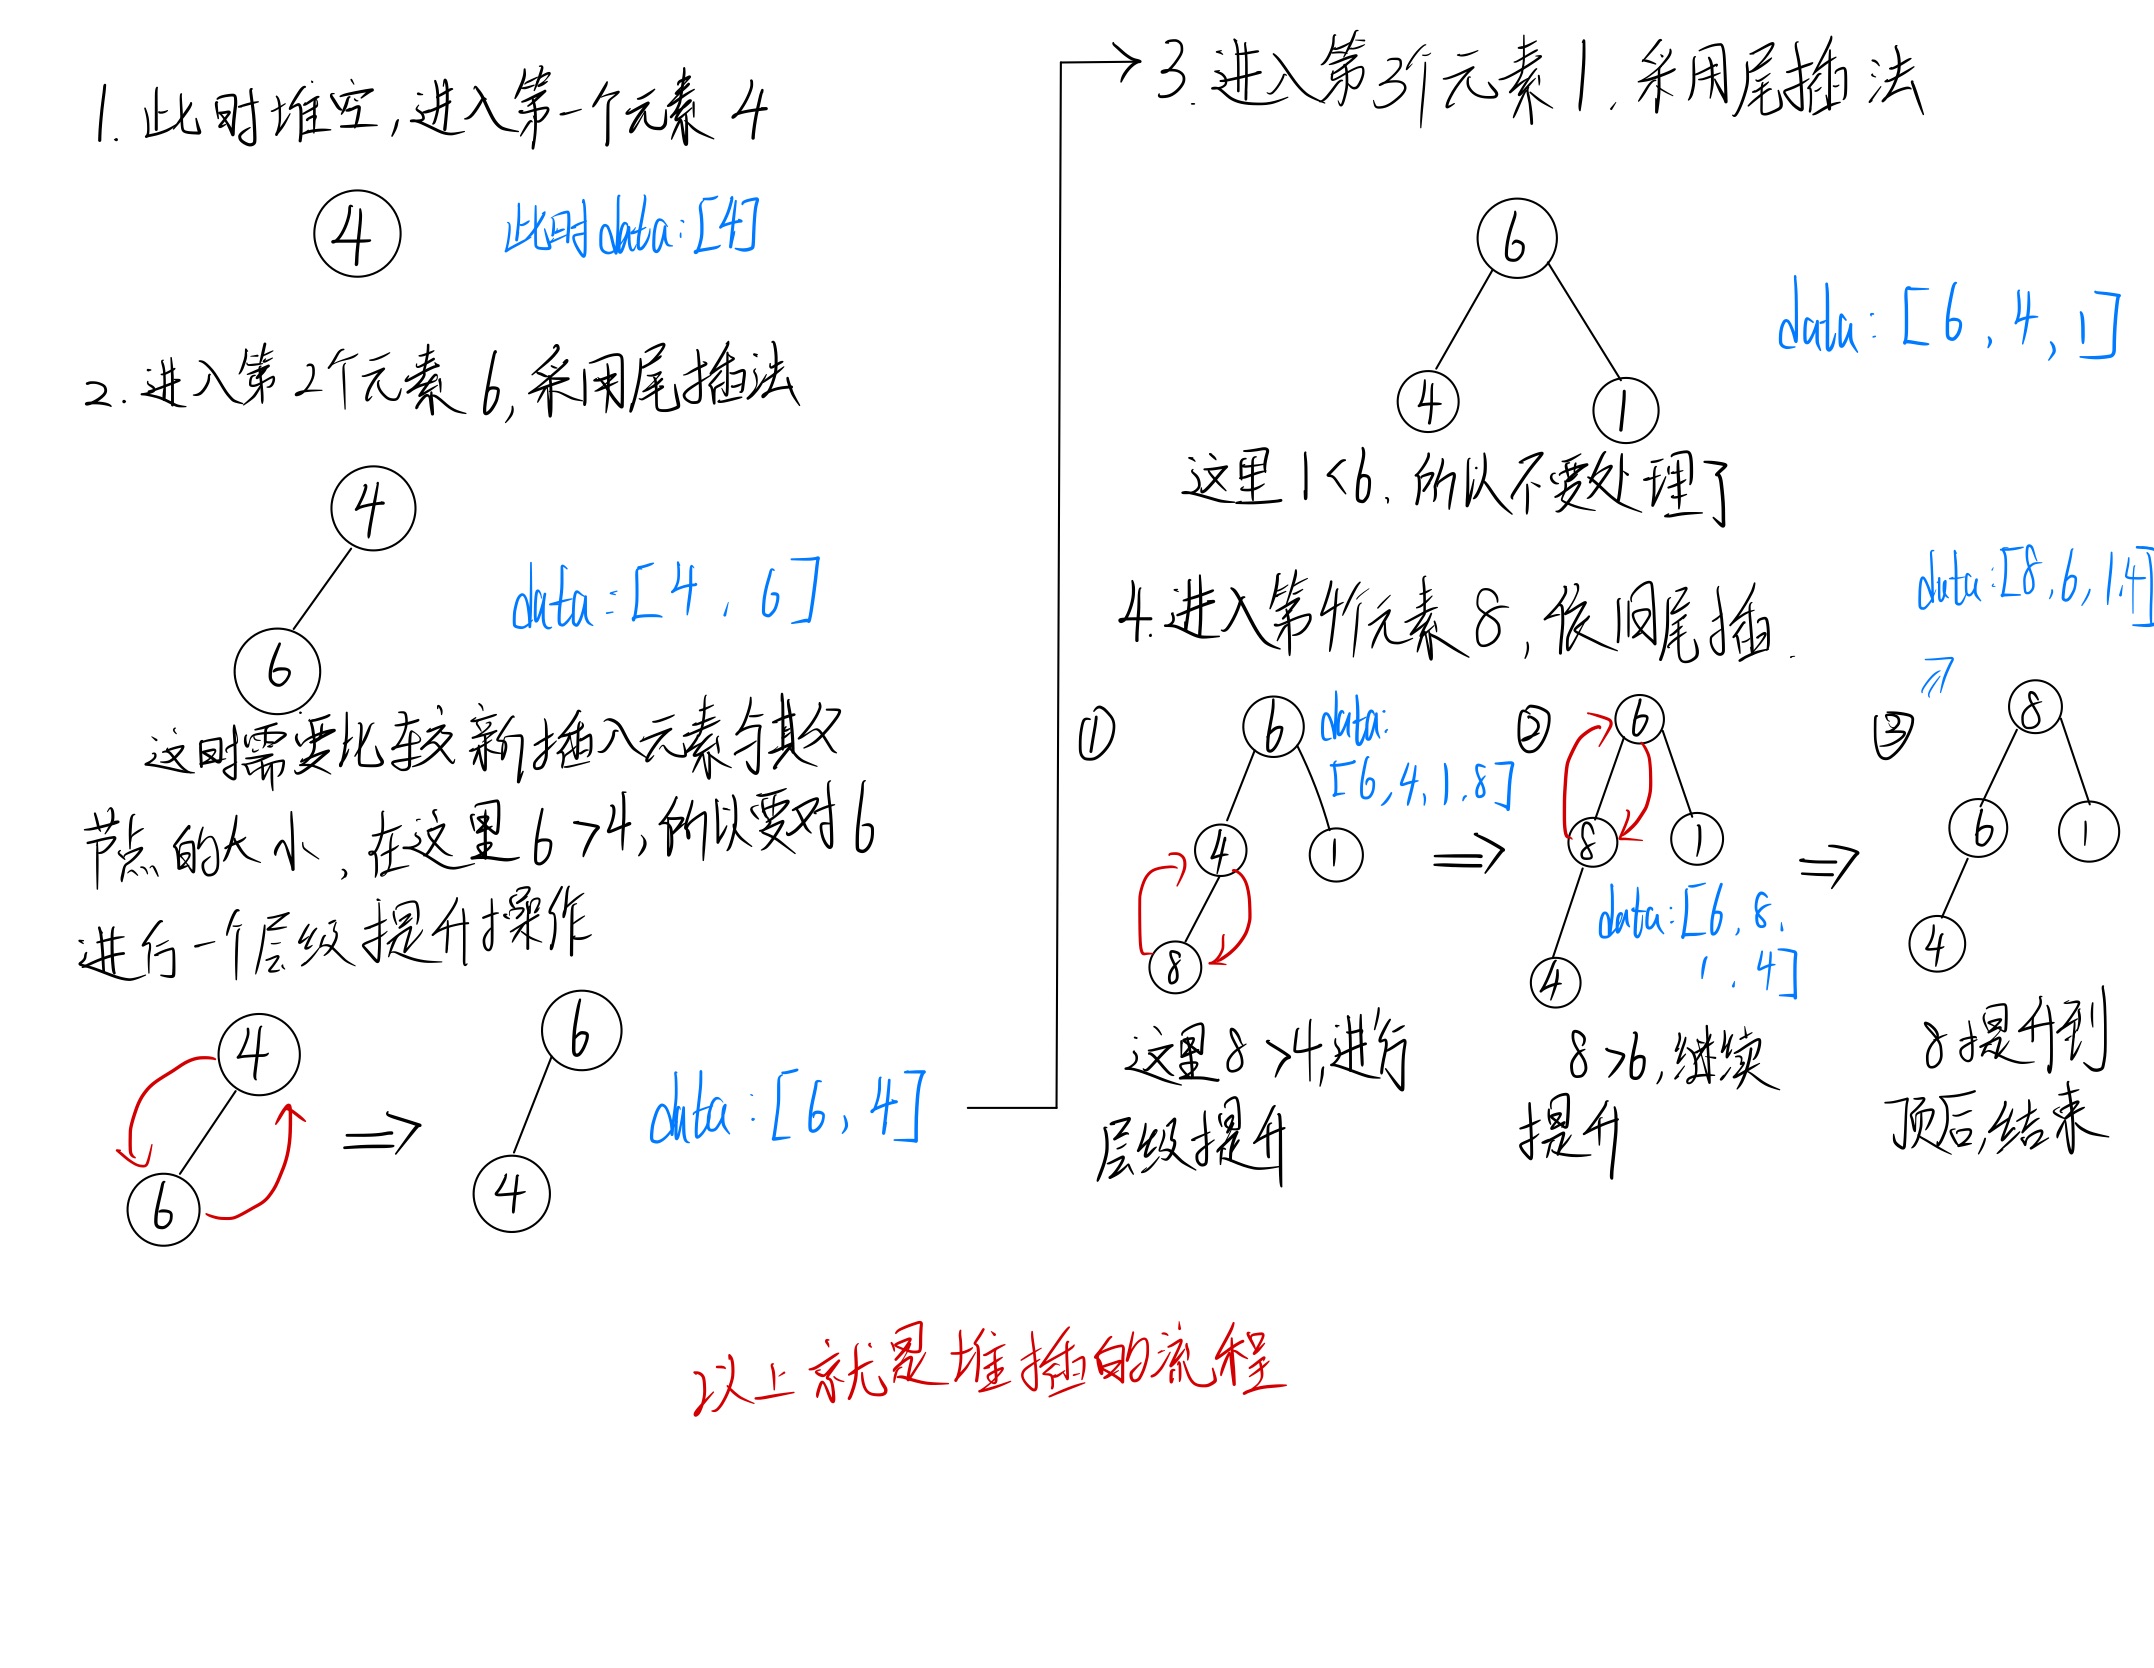 1. 此时堆空,进入第一个元素 4
4
此时data:[4]
2. 进入第2个元素 6,采用尾插法
4
6
data:[4,6]
这时需要比较新插入元素与其父
节点的大小,在这里6>4,所以要对6
进行一个层级提升操作
4
6
6
4
data:[6,4]
3. 进入第3个元素1,采用尾插法
6
4
1
data:[6,4,1]
这里1<6,所以不要处理了
4.进入第4个元素8,依旧尾插.
①
6
4
1
8
data:
[6,4,1,8]
这里8>4,进行
层级提升
②
6
8
1
4
data:[6,8,
1,4]
8>6,继续
提升
③
8
6
1
4
data:[8,6,1,4]
8提升到
顶后,结束
以上就是堆插的流程